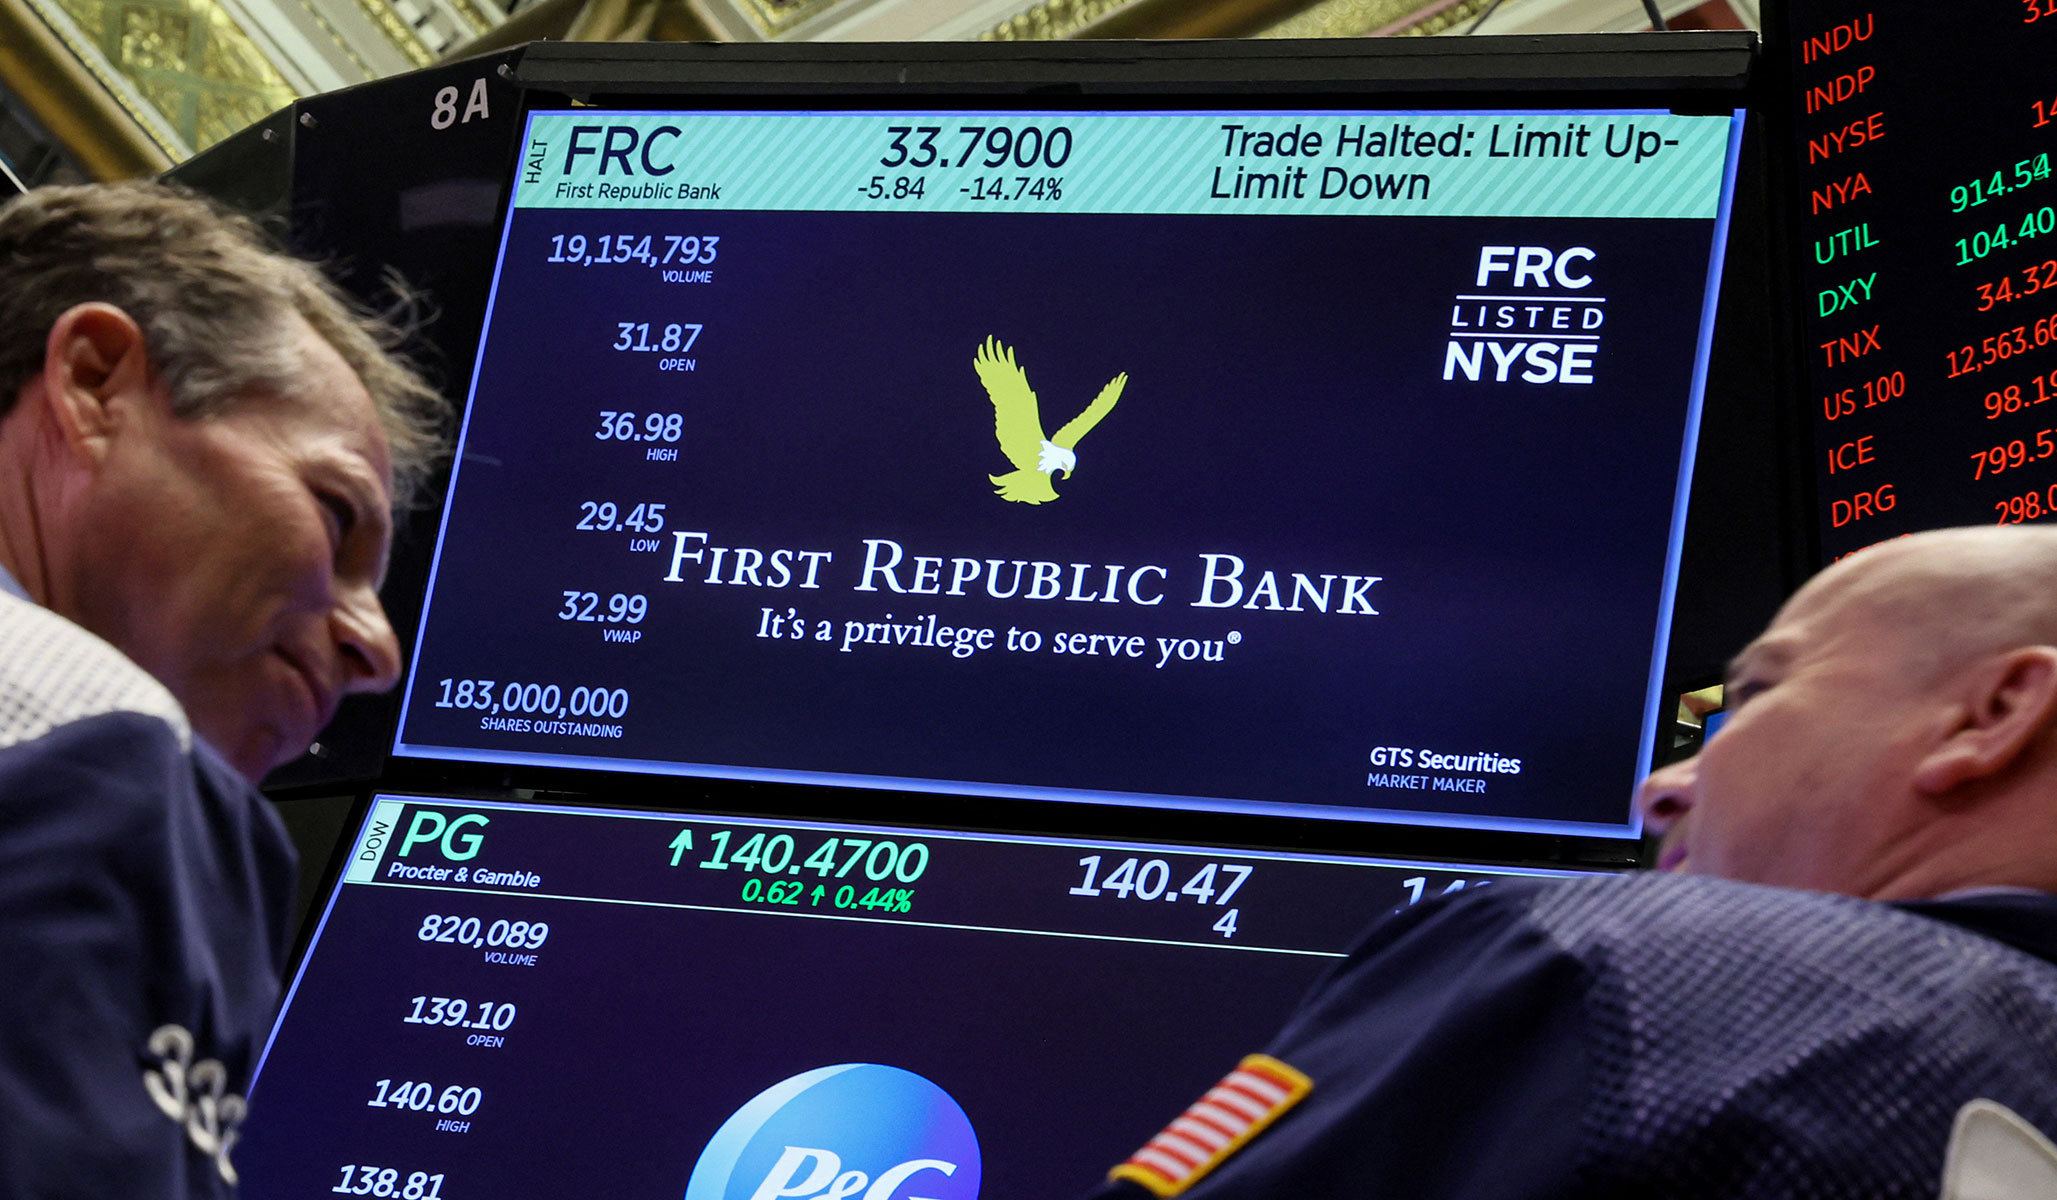 8A
HALT
FRC
First Republic Bank
33.7900
-5.84 -14.74%
Trade Halted: Limit Up-
Limit Down
19,154,793
VOLUME
31.87
OPEN
36.98
HIGH
29.45
LOW
32.99
VWAP
183,000,000
SHARES OUTSTANDING
FRC
LISTED
NYSE
FIRST REPUBLIC BANK
It's a privilege to serve you®
GTS Securities
MARKET MAKER
DOW
PG
Procter & Gamble
↑140.4700
0.62 ↑ 0.44%
140.47
4
820,089
VOLUME
139.10
OPEN
140.60
HIGH
138.81
P&G
INDU
INDP
NYSE
NYA
UTIL 914.54
DXY 104.40
TNX 34.32
US 100 12,563.66
ICE 98.19
DRG